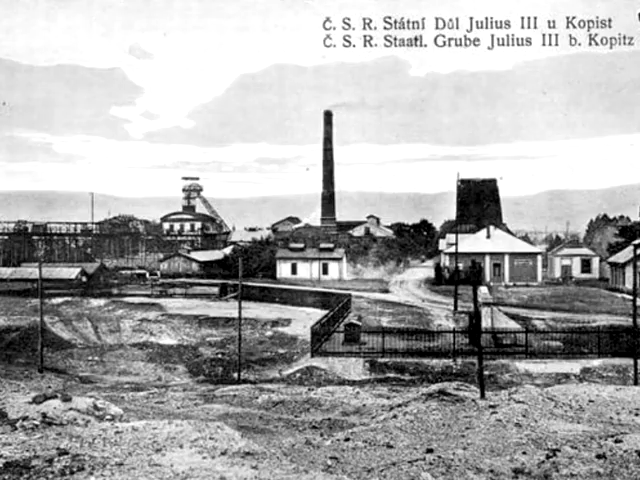 Č. S. R. Státní Důl Julius III u Kopist
Č. S. R. Staatl. Grube Julius III b. Kopitz